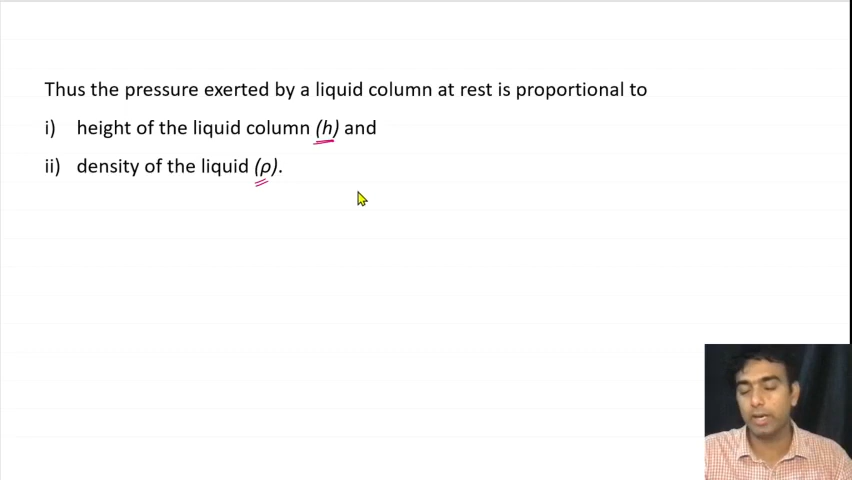 Thus the pressure exerted by a liquid column at rest is proportional to
i) height of the liquid column (h) and
ii) density of the liquid (ρ).